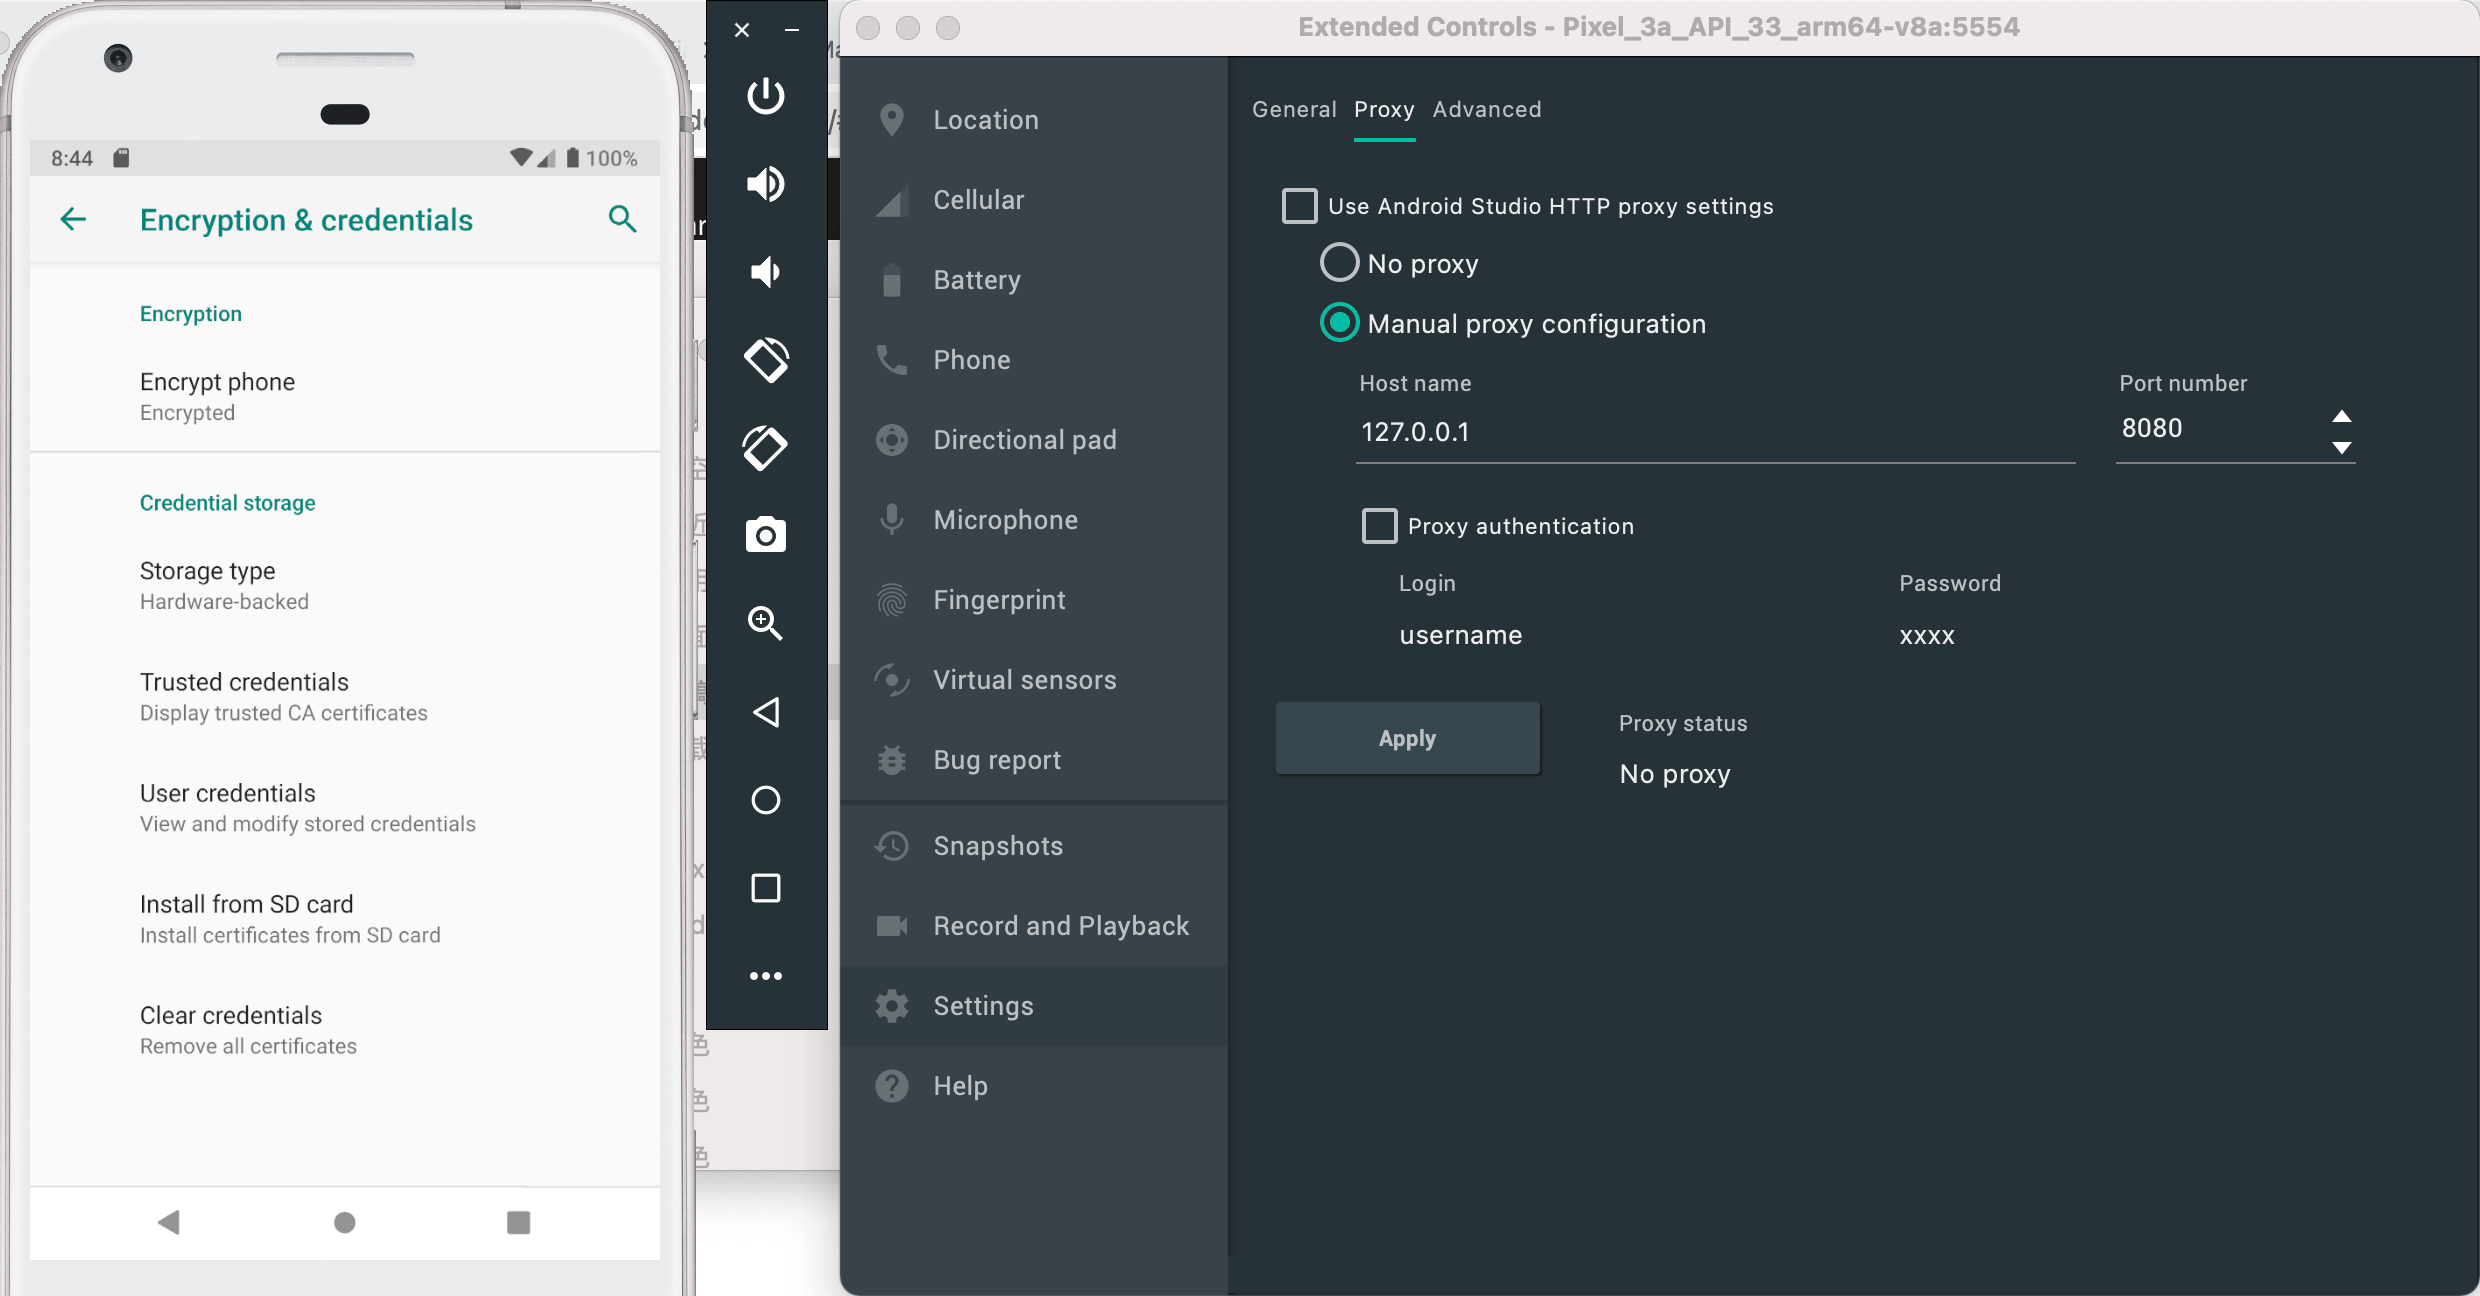 8:44
100%
Encryption & credentials
Encryption
Encrypt phone
Encrypted
Credential storage
Storage type
Hardware-backed
Trusted credentials
Display trusted CA certificates
User credentials
View and modify stored credentials
Install from SD card
Install certificates from SD card
Clear credentials
Remove all certificates
Extended Controls - Pixel_3a_API_33_arm64-v8a:5554
Location
Cellular
Battery
Phone
Directional pad
Microphone
Fingerprint
Virtual sensors
Bug report
Snapshots
Record and Playback
Settings
Help
General Proxy Advanced
Use Android Studio HTTP proxy settings
No proxy
Manual proxy configuration
Host name Port number
127.0.0.1 8080
Proxy authentication
Login Password
username xxxx
Apply
Proxy status
No proxy
色
色
色